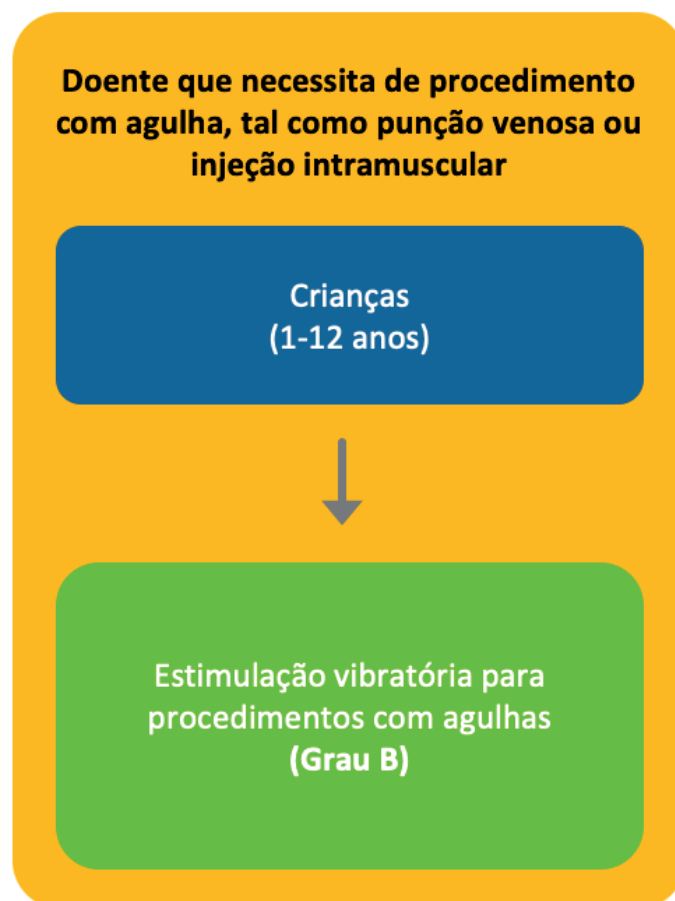 Doente que necessita de procedimento
com agulha, tal como punção venosa ou
injeção intramuscular
Crianças
(1-12 anos)
Estimulação vibratória para
procedimentos com agulhas
(Grau B)